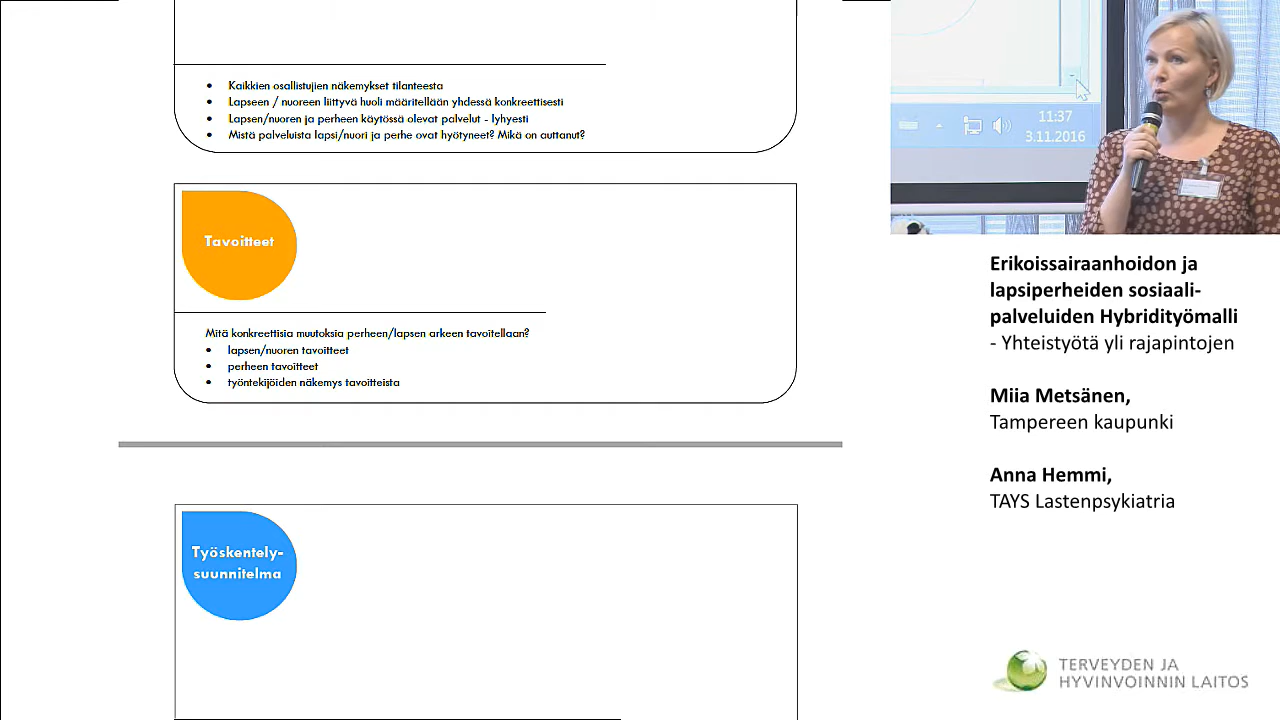 Kaikkien osallistujien näkemykset tilanteesta
Lapseen / nuoreen liittyvä huoli määritellään yhdessä konkreettisesti
Lapsen/nuoren ja perheen käytössä olevat palvelut - lyhyesti
Mistä palveluista lapsi/nuori ja perhe ovat hyötyneet? Mikä on auttanut?
Tavoitteet
Mitä konkreettisia muutoksia perheen/lapsen arkeen tavoitellaan?
lapsen/nuoren tavoitteet
perheen tavoitteet
työntekijöiden näkemys tavoitteista
Työskentely-
suunnitelma
11:37
3.11.2016
Erikoissairaanhoidon ja
lapsiperheiden sosiaali-
palveluiden Hybridityömalli
- Yhteistyötä yli rajapintojen
Miia Metsänen,
Tampereen kaupunki
Anna Hemmi,
TAYS Lastenpsykiatria
TERVEYDEN JA
HYVINVOINNIN LAITOS